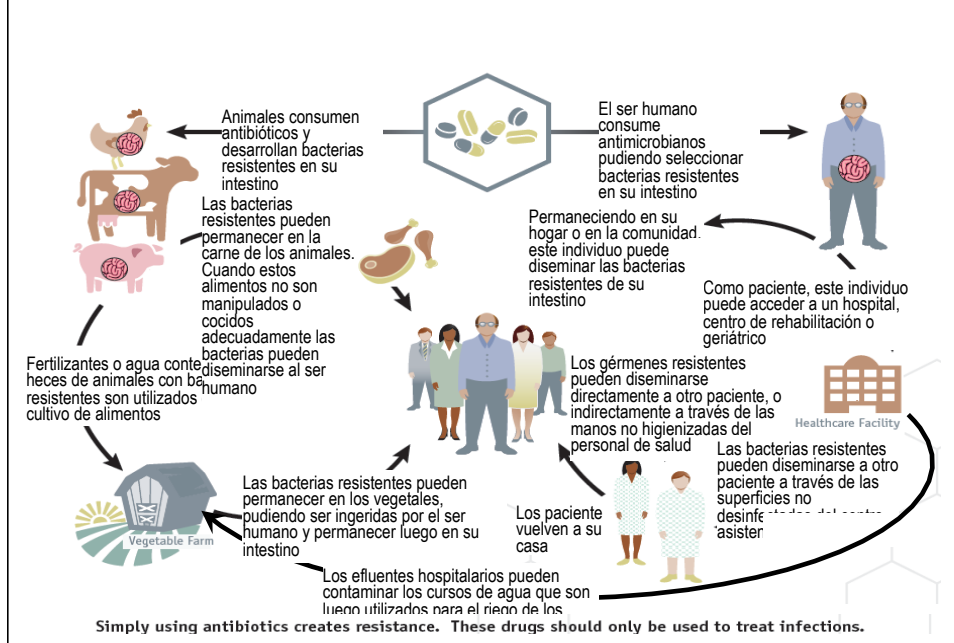 Animales consumen
antibióticos y
desarrollan bacterias
resistentes en su
intestino
El ser humano
consume
antimicrobianos
pudiendo seleccionar
bacterias resistentes
en su intestino
Las bacterias
resistentes pueden
permanecer en la
carne de los animales.
Cuando estos
alimentos no son
manipulados o
cocidos
adecuadamente las
bacterias pueden
diseminarse al ser
humano
Permaneciendo en su
hogar o en la comunidad
este individuo puede
diseminar las bacterias
resistentes de su
intestino
Como paciente, este individuo
puede acceder a un hospital,
centro de rehabilitación o
geriátrico
Fertilizantes o agua conte
heces de animales con ba
resistentes son utilizados
cultivo de alimentos
Los gérmenes resistentes
pueden diseminarse
directamente a otro paciente, o
indirectamente a través de las
manos no higienizadas del
personal de salud
Healthcare Facility
Las bacterias resistentes
pueden diseminarse a otro
paciente a través de las
superficies no
Las bacterias resistentes pueden
permanecer en los vegetales,
pudiendo ser ingeridas por el ser
humano y permanecer luego en su
intestino
Los paciente
vuelven a su
casa
Vegetable Farm
Los efluentes hospitalarios pueden
contaminar los cursos de agua que son
luego utilizados para el riego de los
Simply using antibiotics creates resistance. These drugs should only be used to treat infections.